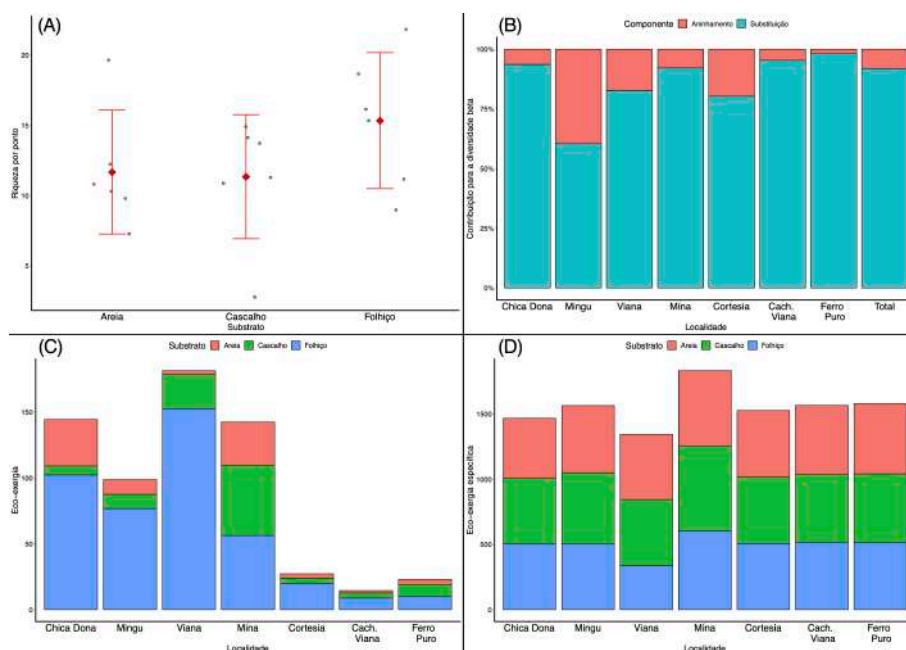 (A)
20
15
10
5
Riqueza por ponto
Areia Cascalho Folhiço
Substrato
(B)
Componente Aninhamento Substituição
100%
75%
50%
25%
0%
Contribuição para a diversidade beta
Chica Dona Mingu Viana Mina Cortesia Cach. Viana Ferro Puro Total
Localidade
(C)
Substrato Areia Cascalho Folhiço
150
100
50
0
Eco-exergia
Chica Dona Mingu Viana Mina Cortesia Cach. Viana Ferro Puro
Localidade
(D)
Substrato Areia Cascalho Folhiço
1500
1000
500
0
Eco-exergia específica
Chica Dona Mingu Viana Mina Cortesia Cach. Viana Ferro Puro
Localidade